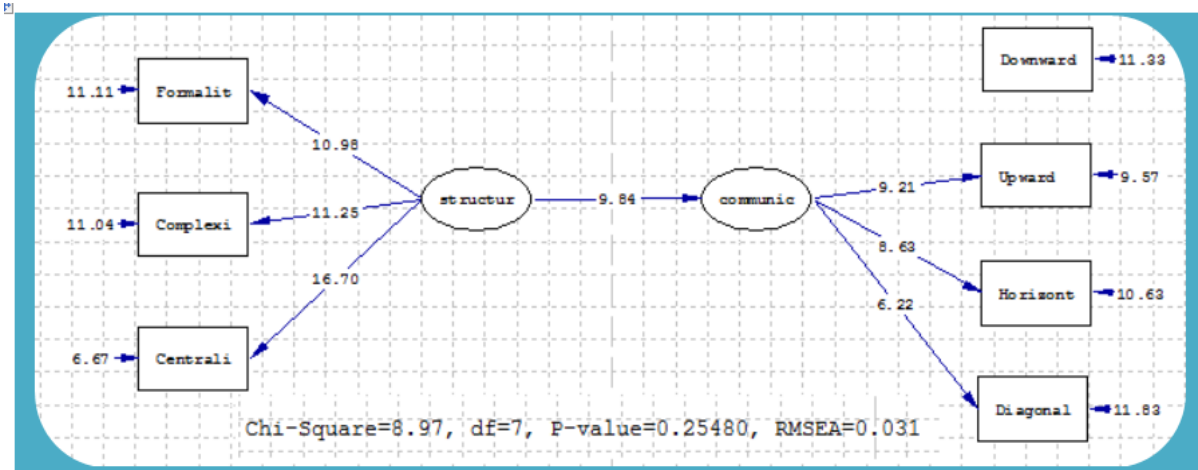 Downward
11.33
11.11
Formalit
10.98
Upward
9.57
9.21
structur
9.84
communic
11.25
Complexi
11.04
8.63
16.70
Horizont
10.63
6.22
6.67
Centrali
Diagonal
11.83
Chi-Square=8.97, df=7, P-value=0.25480, RMSEA=0.031